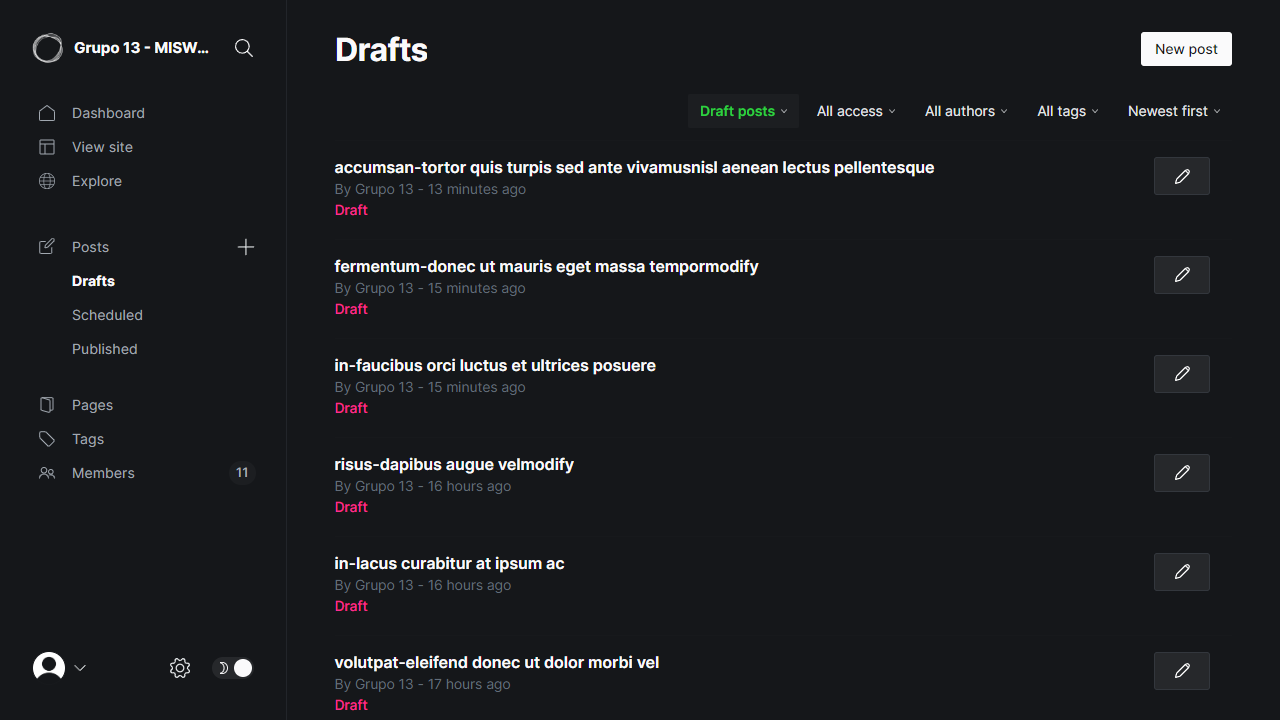 Grupo 13 - MISW...
Dashboard
View site
Explore
Posts
Drafts
Scheduled
Published
Pages
Tags
Members
11
Drafts
New post
Draft posts
All access
All authors
All tags
Newest first
accumsan-tortor quis turpis sed ante vivamusnisl aenean lectus pellentesque
By Grupo 13 - 13 minutes ago
Draft
fermentum-donec ut mauris eget massa tempormodify
By Grupo 13 - 15 minutes ago
Draft
in-faucibus orci luctus et ultrices posuere
By Grupo 13 - 15 minutes ago
Draft
risus-dapibus augue velmodify
By Grupo 13 - 16 hours ago
Draft
in-lacus curabitur at ipsum ac
By Grupo 13 - 16 hours ago
Draft
volutpat-eleifend donec ut dolor morbi vel
By Grupo 13 - 17 hours ago
Draft